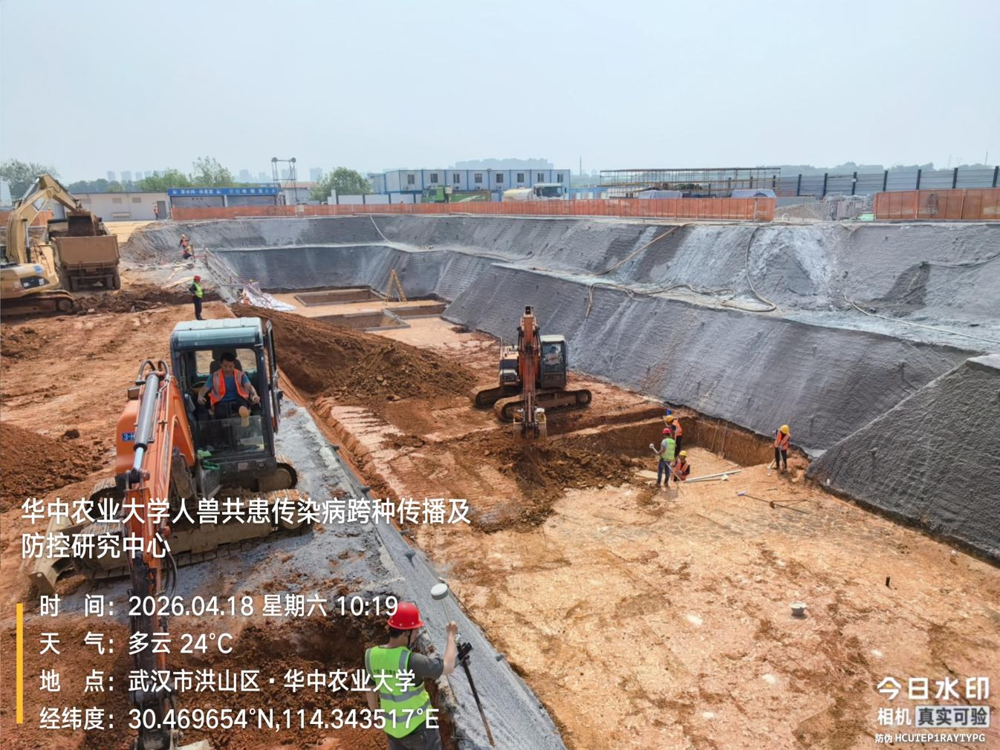 华中农业大学人兽共患传染病跨种传播及
防控研究中心
时 间：2026.04.18 星期六 10:19
天 气：多云 24°C
地 点：武汉市洪山区·华中农业大学
经纬度：30.469654°N,114.343517°E
今日水印
相机 真实可验
防伪 HCUTEP1RAYTYPG